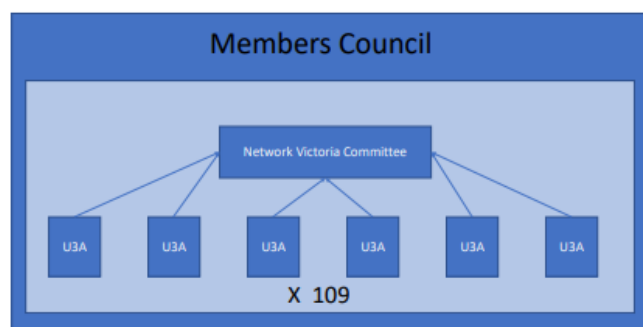 Members Council
Network Victoria Committee
U3A U3A U3A U3A U3A U3A
X 109